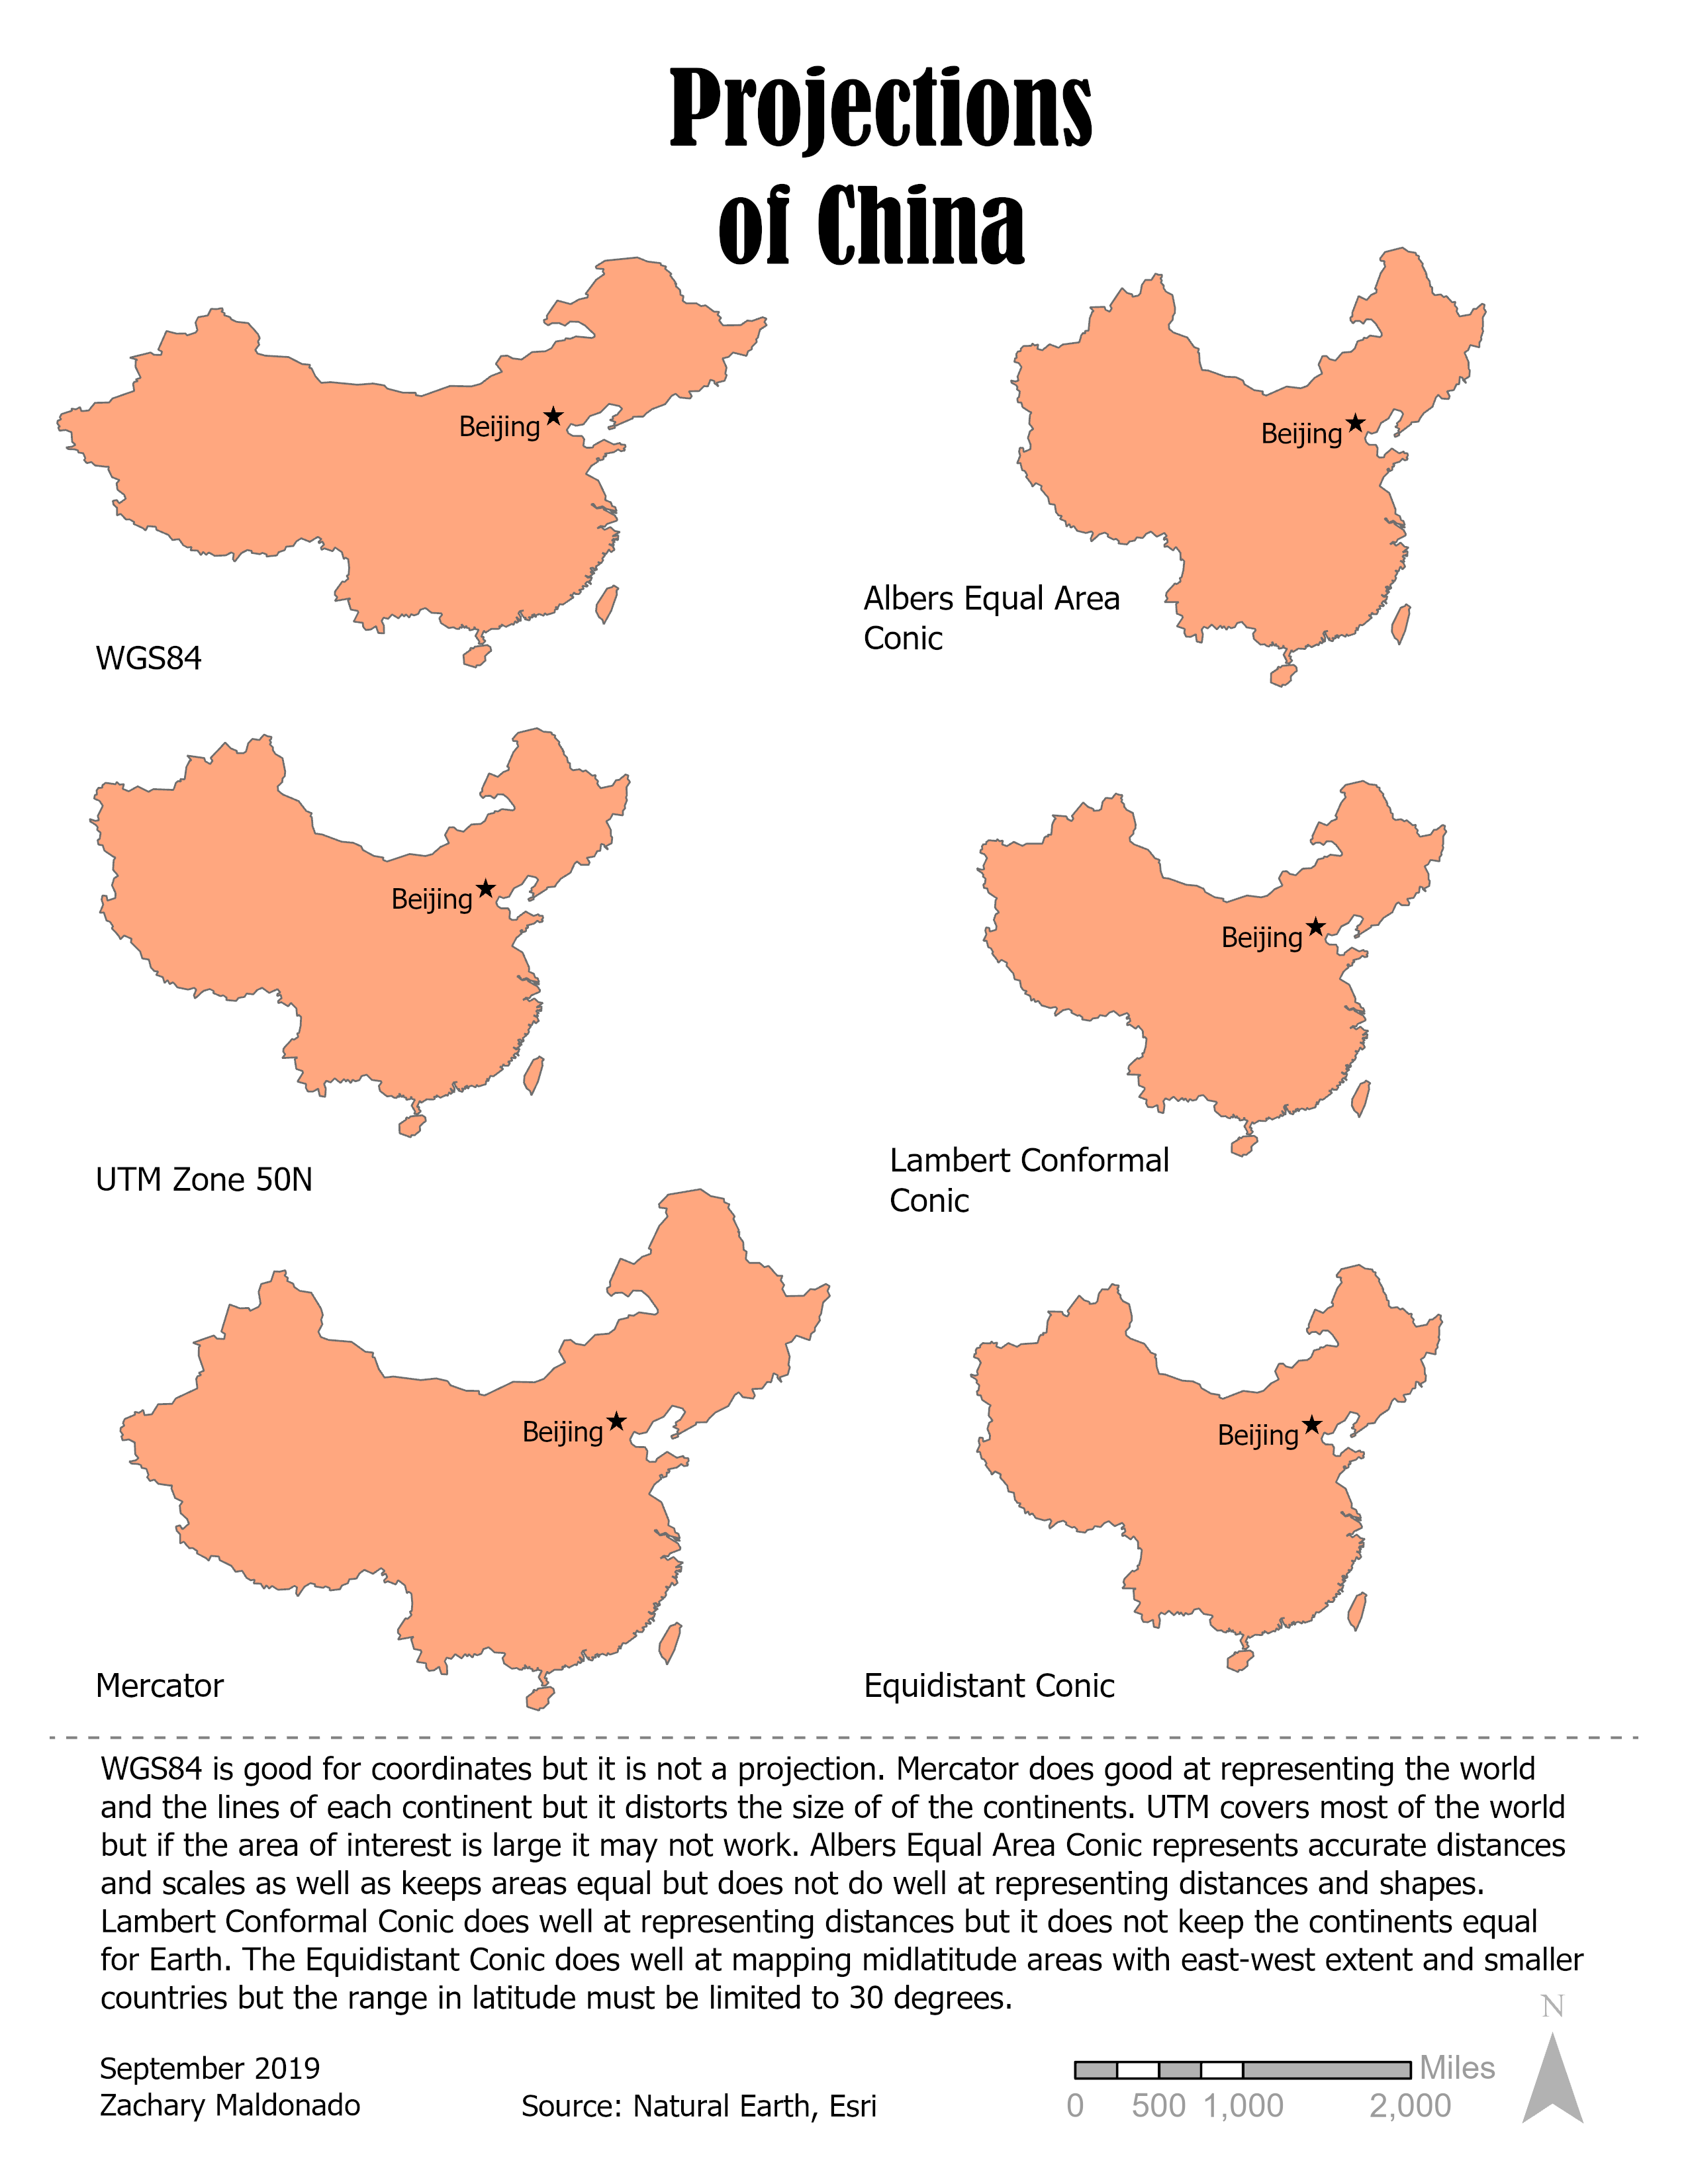 Projections
of China
Beijing
WGS84
Beijing
Albers Equal Area
Conic
Beijing
UTM Zone 50N
Beijing
Lambert Conformal
Conic
Beijing
Mercator
Beijing
Equidistant Conic
WGS84 is good for coordinates but it is not a projection. Mercator does good at representing the world
and the lines of each continent but it distorts the size of of the continents. UTM covers most of the world
but if the area of interest is large it may not work. Albers Equal Area Conic represents accurate distances
and scales as well as keeps areas equal but does not do well at representing distances and shapes.
Lambert Conformal Conic does well at representing distances but it does not keep the continents equal
for Earth. The Equidistant Conic does well at mapping midlatitude areas with east-west extent and smaller
countries but the range in latitude must be limited to 30 degrees.
September 2019
Zachary Maldonado
Source: Natural Earth, Esri
Miles
0 500 1,000 2,000
N